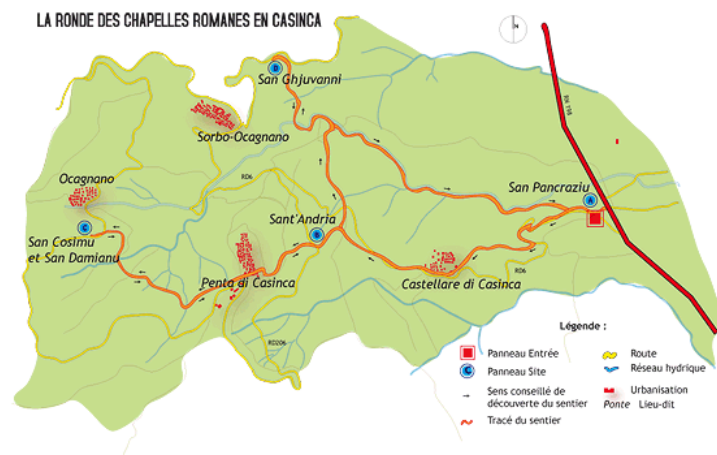 LA RONDE DES CHAPELLES ROMANES EN CASINCA
N
San Ghjuvanni
D
RN 198
Sorbo-Ocagnano
Ocagnano
RD6
San Pancraziu
A
Sant'Andria
B
C
San Cosimu
et San Damianu
Penta di Casinca
Castellare di Casinca
RD6
RD206
Légende :
Panneau Entrée
C
Panneau Site
Sens conseillé de
découverte du sentier
Tracé du sentier
Route
Réseau hydrique
Urbanisation
Ponte Lieu-dit